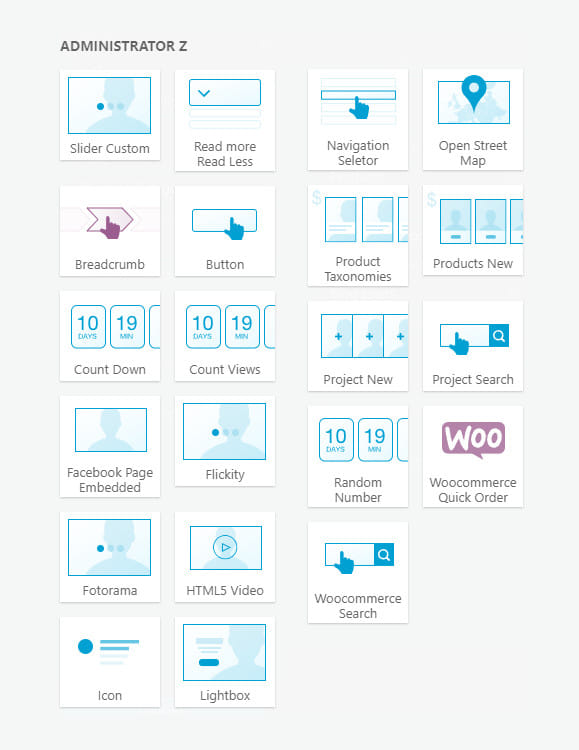 ADMINISTRATOR Z
Slider Custom
Read more
Read Less
Navigation
Seletor
Open Street
Map
Breadcrumb
Button
$
Product
Taxonomies
$
Products New
10
DAYS
19
MIN
Count Down
10
DAYS
19
MIN
Count Views
Project New
Project Search
Facebook Page
Embedded
Flickity
10
DAYS
19
MIN
Random
Number
WOO
Woocommerce
Quick Order
Fotorama
HTML5 Video
Woocommerce
Search
Icon
Lightbox